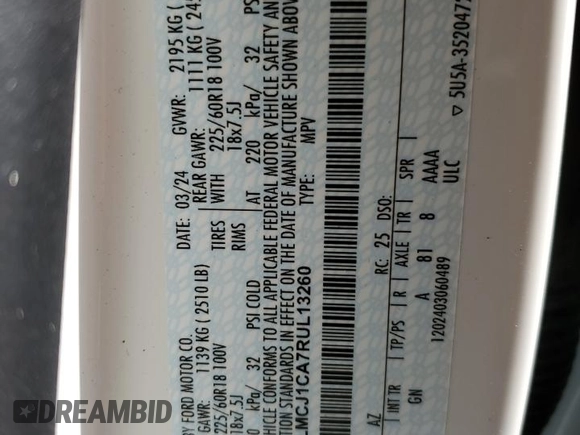 BY FORD MOTOR CO.
DATE: 03/24 GVWR: 2195 KG (
GAWR: 1139 KG ( 2510 LB)
REAR GAWR: 1111 KG ( 24
225/60R18 100V TIRES WITH 225/60R18 100V
18x7.5J RIMS 18x7.5J
kPa/ 32 PSI COLD AT 220 kPa/ 32 PSI
VEHICLE CONFORMS TO ALL APPLICABLE FEDERAL MOTOR VEHICLE SAFETY AN
STANDARDS IN EFFECT ON THE DATE OF MANUFACTURE SHOWN ABOV
MCJ1CA7RUL13260 TYPE: MPV
AZ RC: 25 DSO:
INT TR TP/PS R AXLE TR SPR
GN A 81 8 AAAA
1202403060489 ULC
▽ 5U5A-352047
DREAMBID